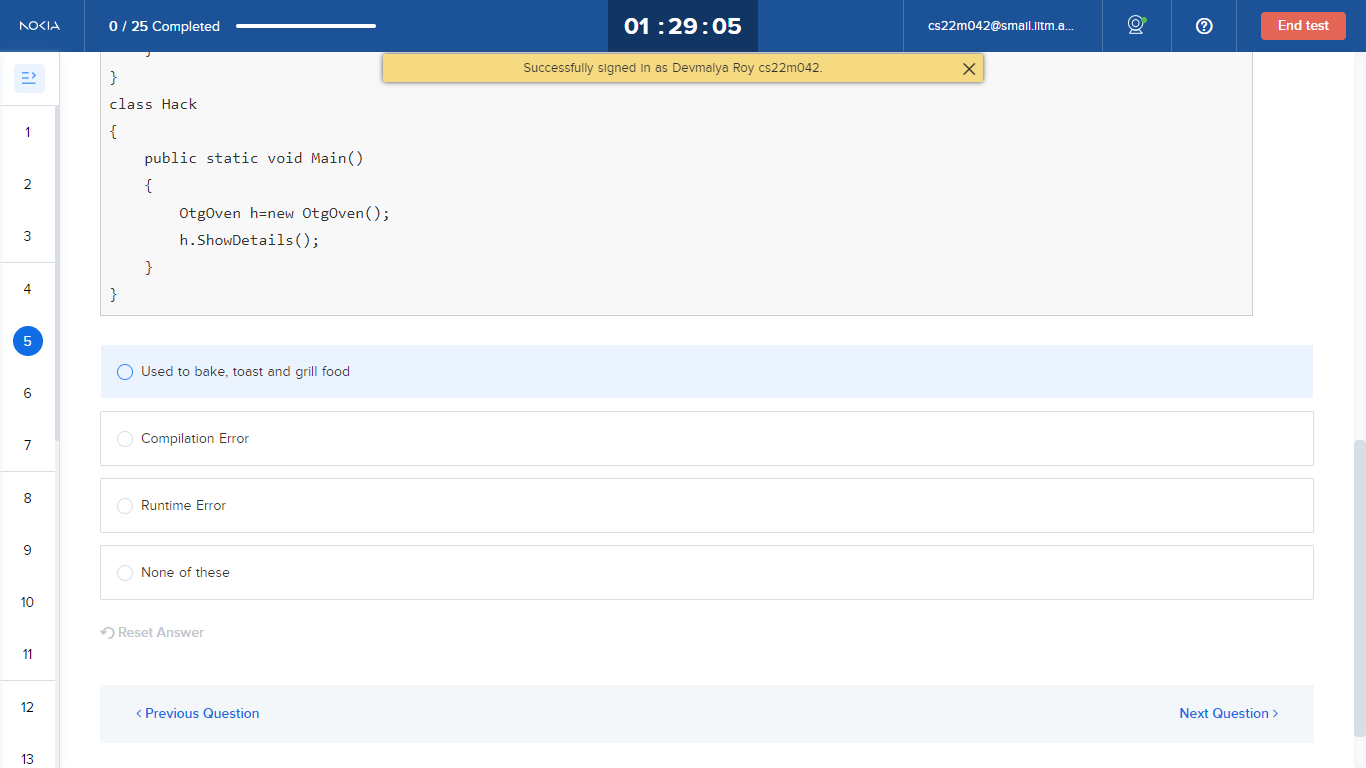 NOKIA
0 / 25 Completed
01 : 29 : 05
cs22m042@smail.iitm.a...
End test
Successfully signed in as Devmalya Roy cs22m042.
}
class Hack
{
    public static void Main()
    {
        OtgOven h=new OtgOven();
        h.ShowDetails();
    }
}
1
2
3
4
5
6
7
8
9
10
11
12
13
Used to bake, toast and grill food
Compilation Error
Runtime Error
None of these
Reset Answer
< Previous Question
Next Question >